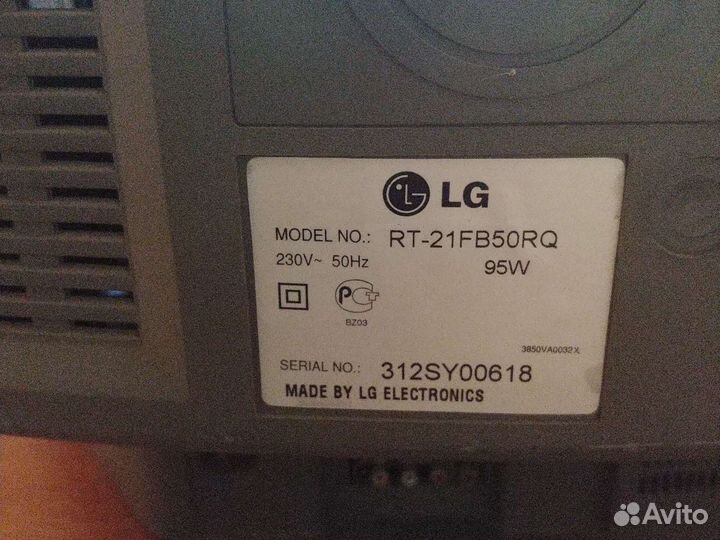 LG
MODEL NO.: RT-21FB50RQ
230V~ 50Hz 95W
BZ03
3850VA0032X
SERIAL NO.: 312SY00618
MADE BY LG ELECTRONICS
Avito